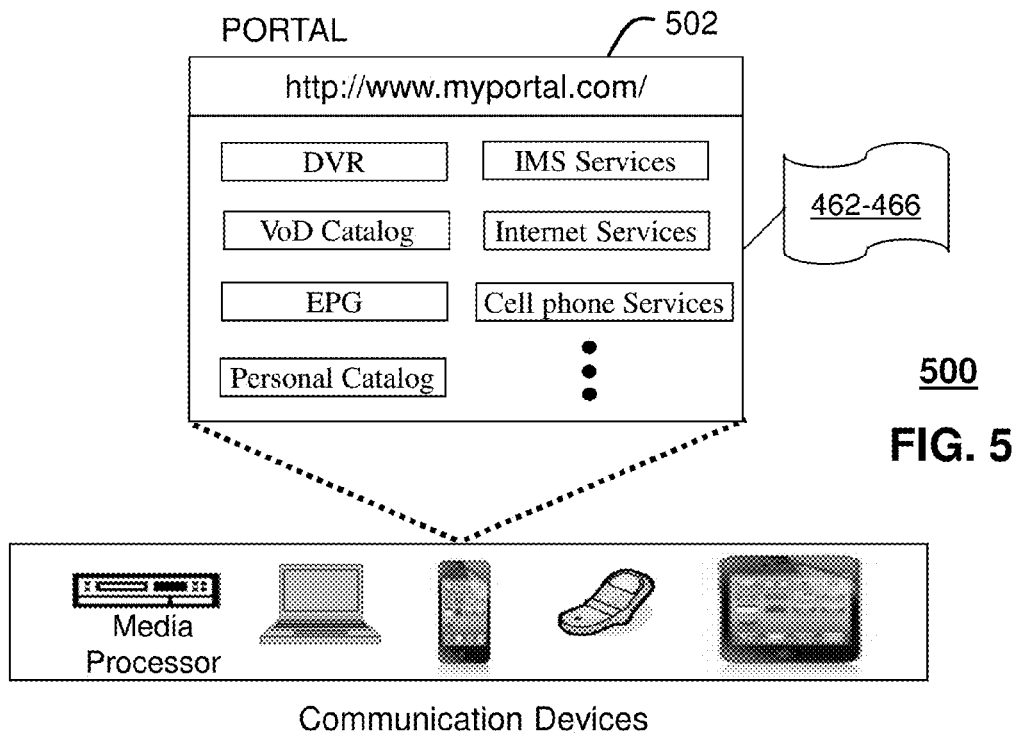 PORTAL
502
http://www.myportal.com/
DVR
IMS Services
VoD Catalog
Internet Services
EPG
Cell phone Services
Personal Catalog
462-466
500
FIG. 5
Media
Processor
Communication Devices